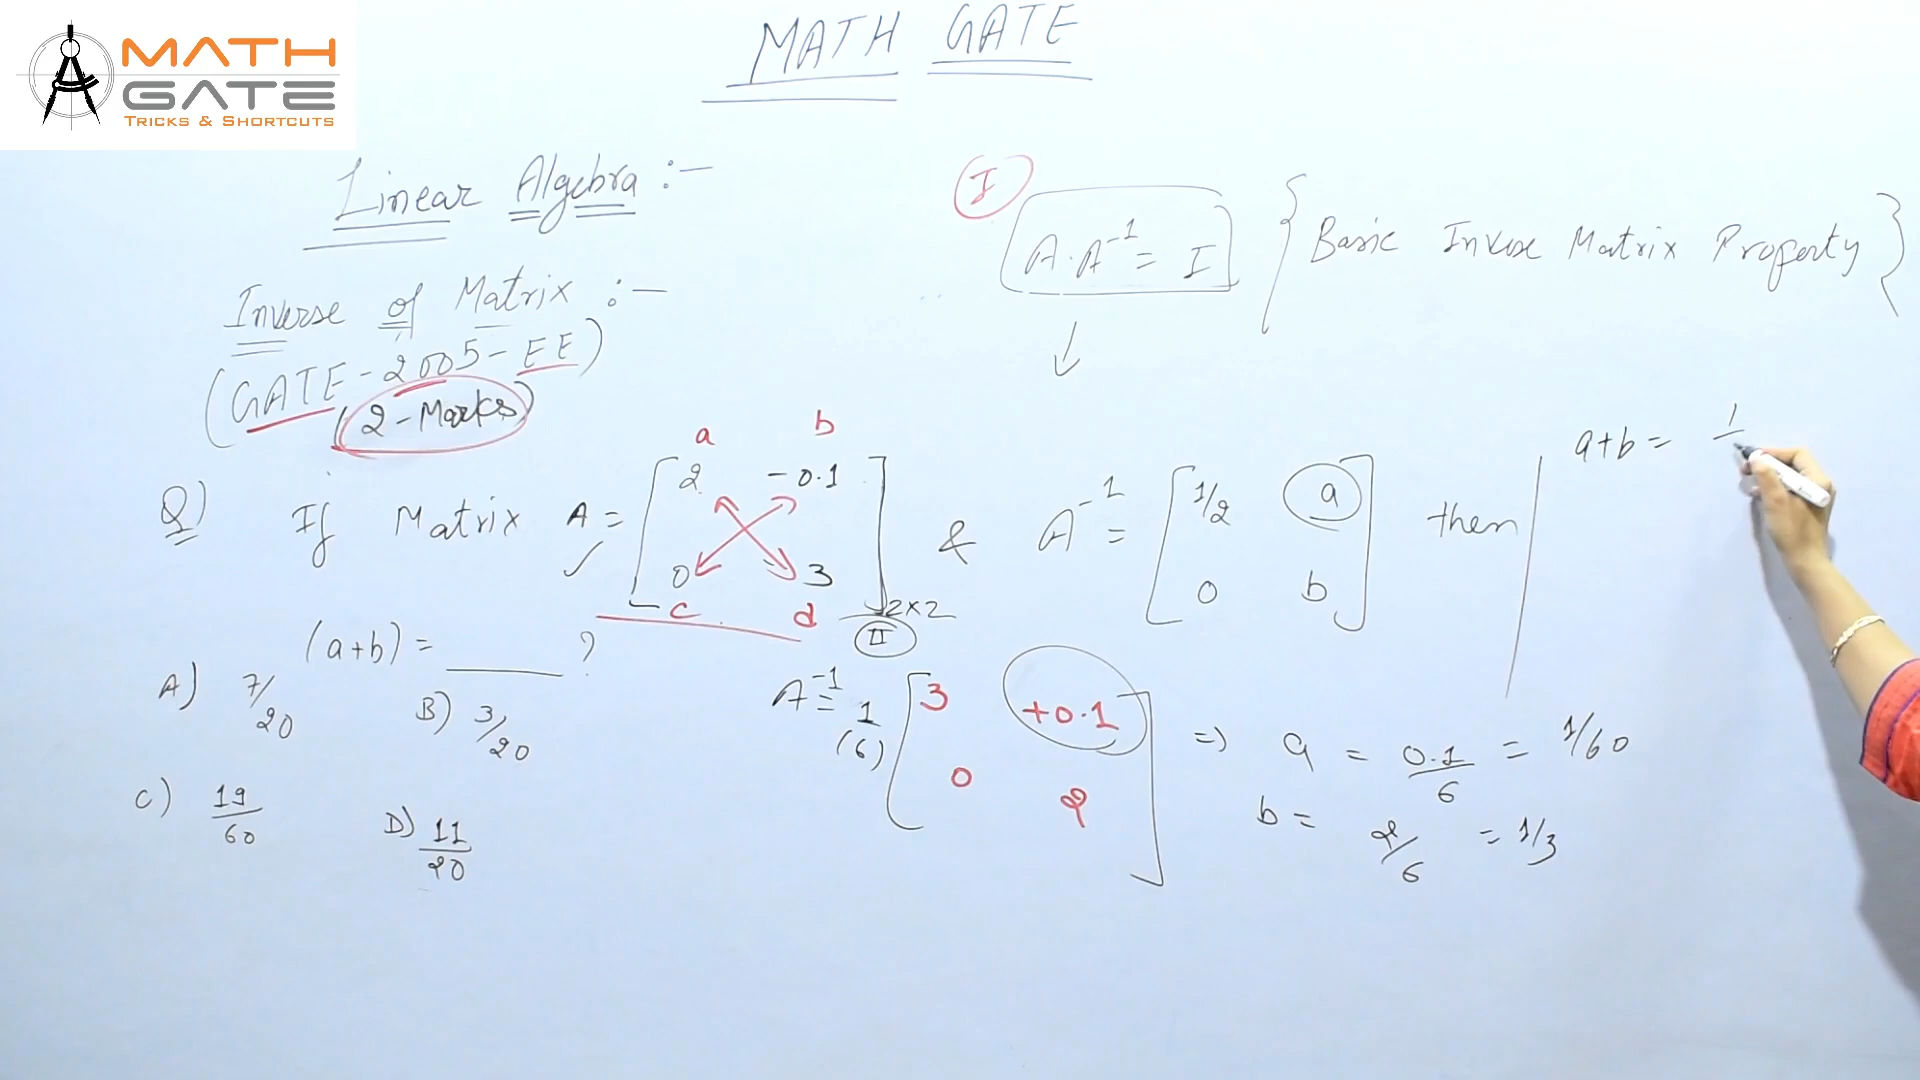 MATH GATE
TRICKS & SHORTCUTS
MATH GATE
Linear Algebra :-
Inverse of Matrix :-
(GATE - 2005 - EE)
(2-Marks)
I
A.A⁻¹ = I { Basic Inverse Matrix Property }
↓
a b
Q) If Matrix A = [ 2 -0.1
0 3 ] 2×2
c d
& A⁻¹ = [ 1/2 a
0 b ] then
(a+b) = ______ ?
A) 7/20 B) 3/20
C) 19/60 D) 11/20
II
A⁻¹ = 1/(6) [ 3 +0.1
0 2 ]
=> a = 0.1/6 = 1/60
b = 2/6 = 1/3
a+b = 1